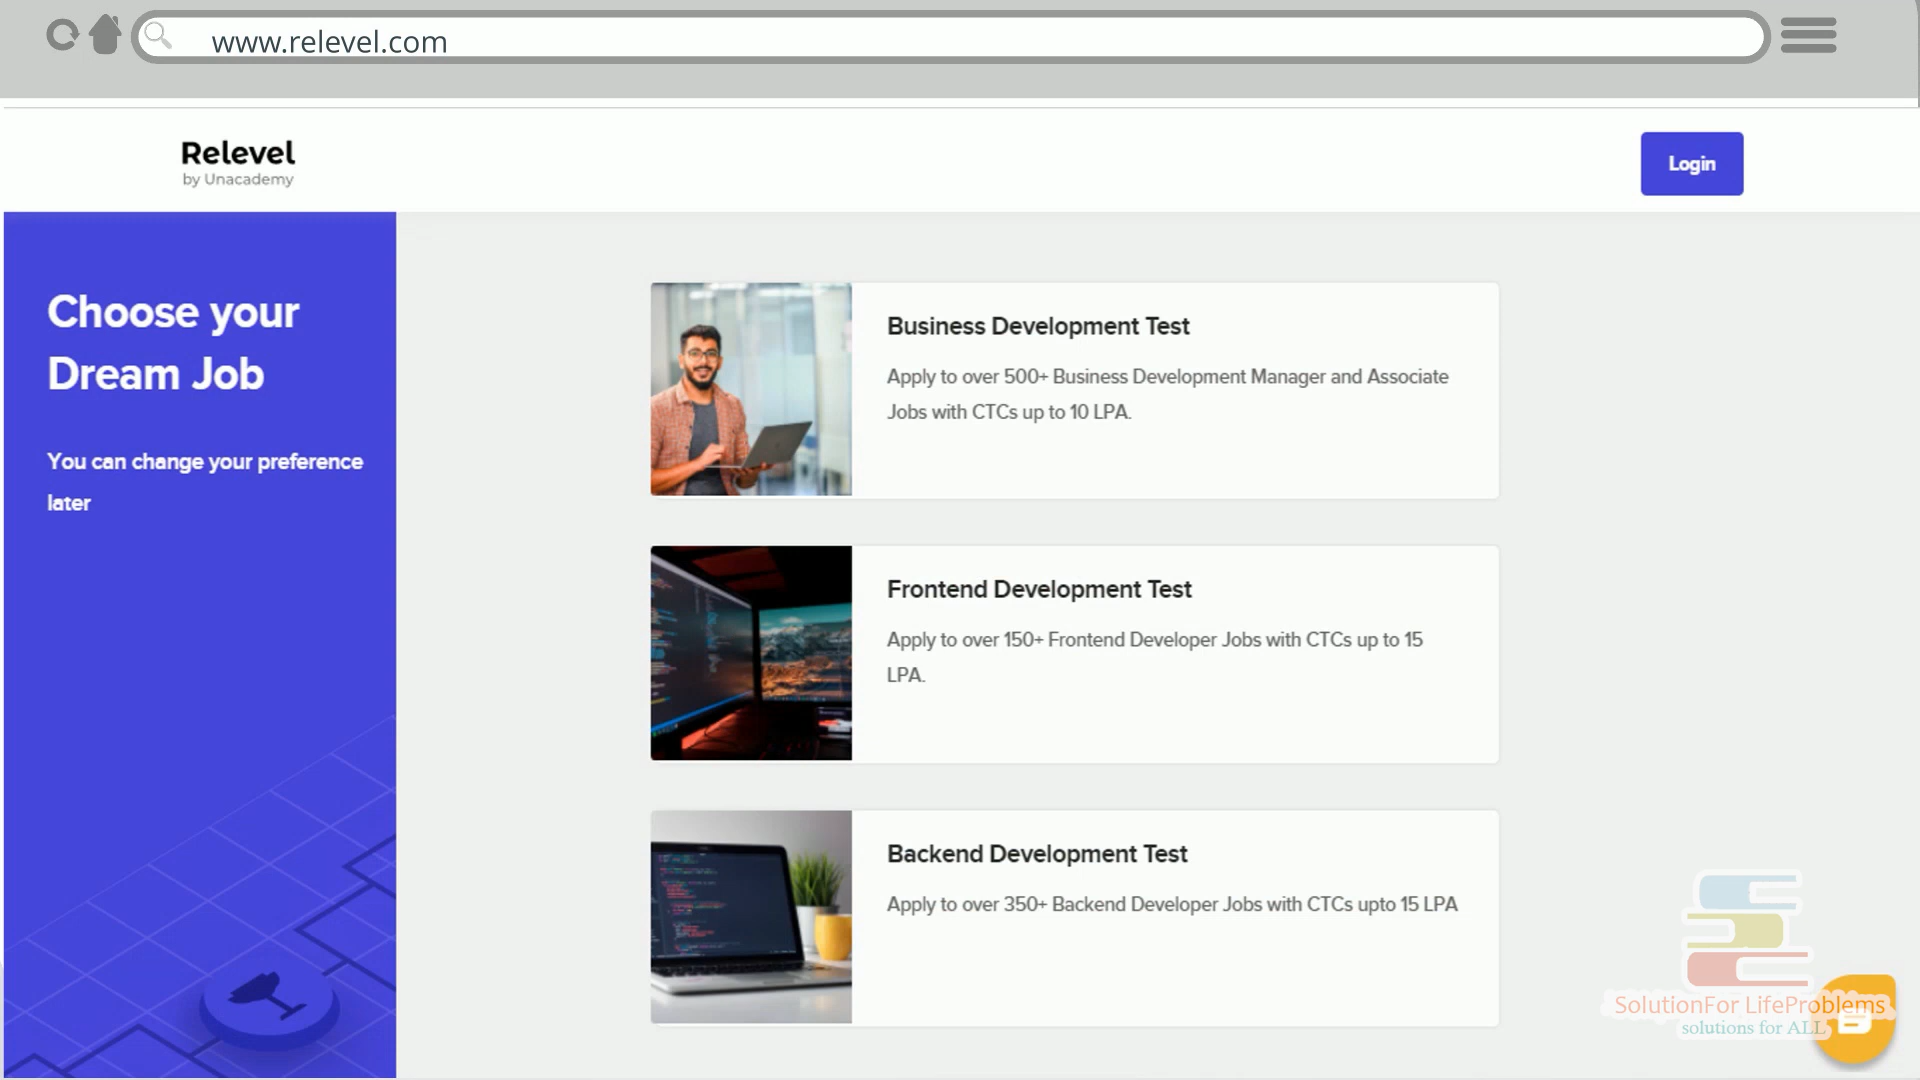 www.relevel.com
Relevel
by Unacademy
Login
Choose your
Dream Job
You can change your preference
later
Business Development Test
Apply to over 500+ Business Development Manager and Associate
Jobs with CTCs up to 10 LPA.
Frontend Development Test
Apply to over 150+ Frontend Developer Jobs with CTCs up to 15
LPA.
Backend Development Test
Apply to over 350+ Backend Developer Jobs with CTCs upto 15 LPA
SolutionFor LifeProblems
solutions for ALL